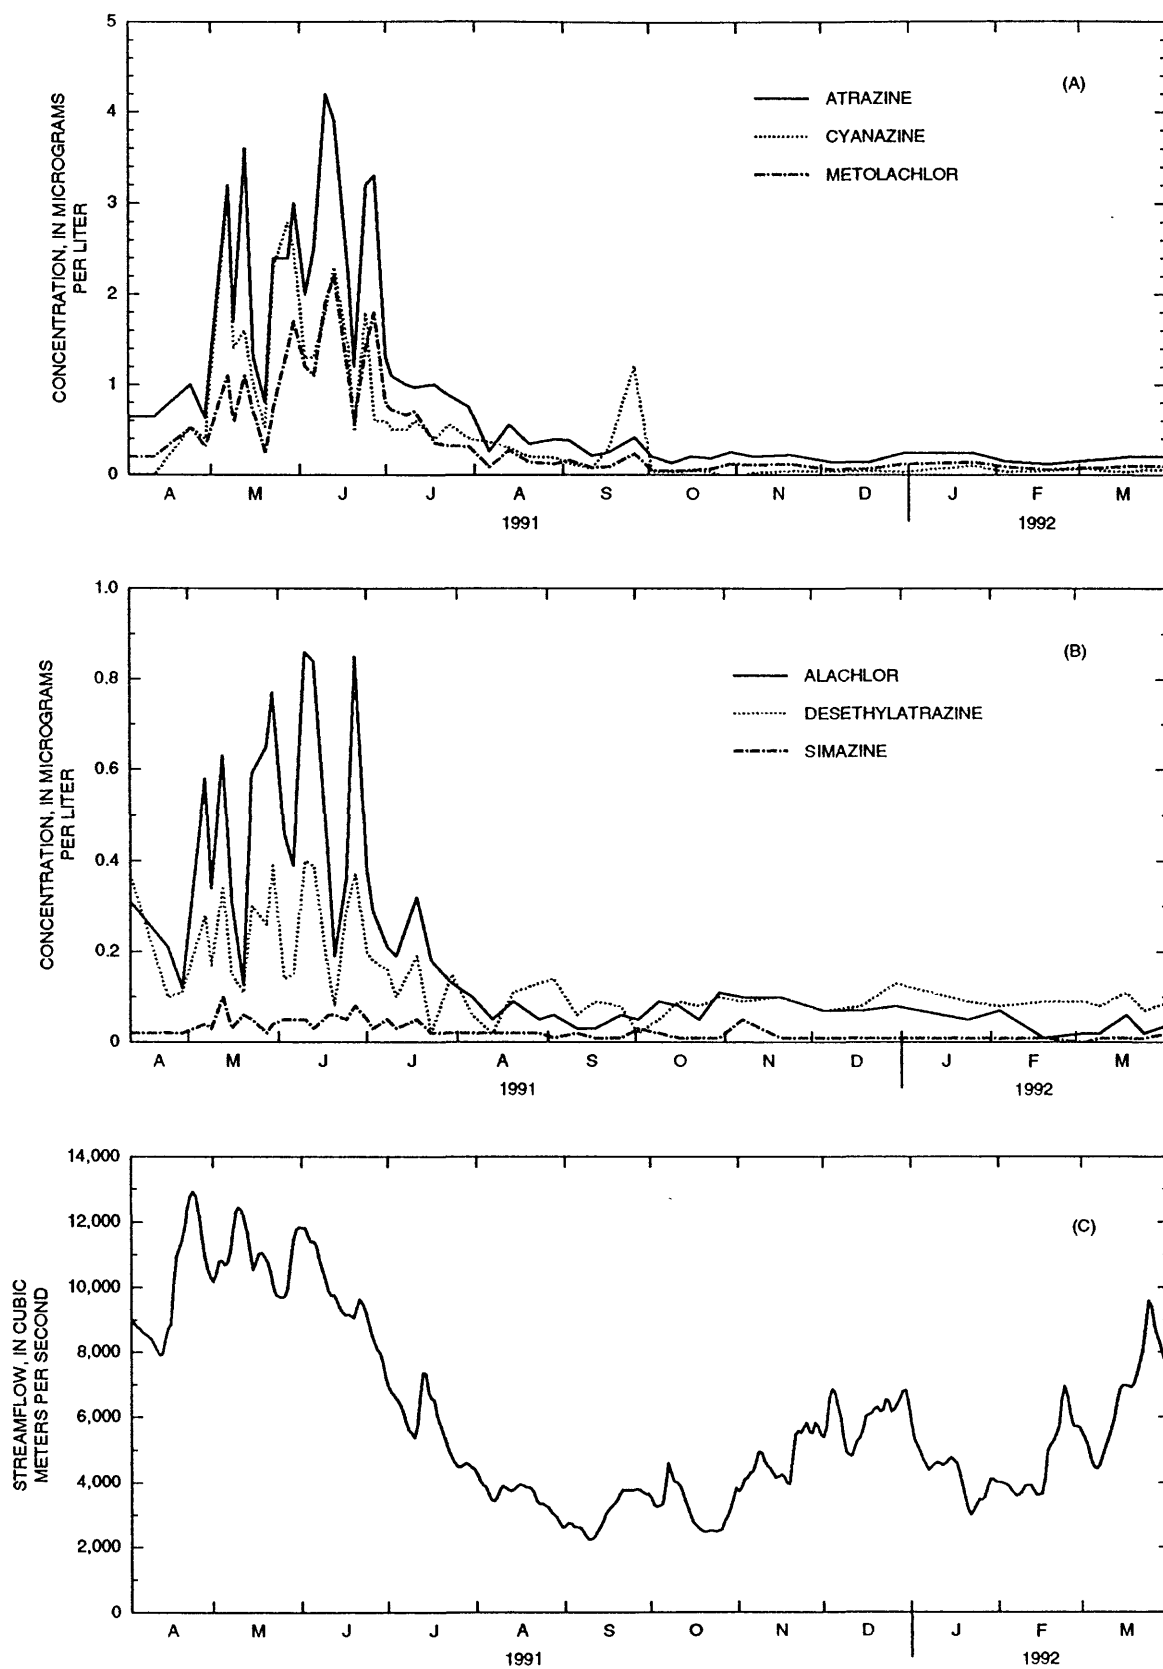 5
4
3
2
1
0
CONCENTRATION, IN MICROGRAMS
PER LITER
(A)
ATRAZINE
CYANAZINE
METOLACHLOR
A M J J A S O N D J F M
1991 1992
1.0
0.8
0.6
0.4
0.2
0
CONCENTRATION, IN MICROGRAMS
PER LITER
(B)
ALACHLOR
DESETHYLATRAZINE
SIMAZINE
A M J J A S O N D J F M
1991 1992
14,000
12,000
10,000
8,000
6,000
4,000
2,000
0
STREAMFLOW, IN CUBIC
METERS PER SECOND
(C)
A M J J A S O N D J F M
1991 1992